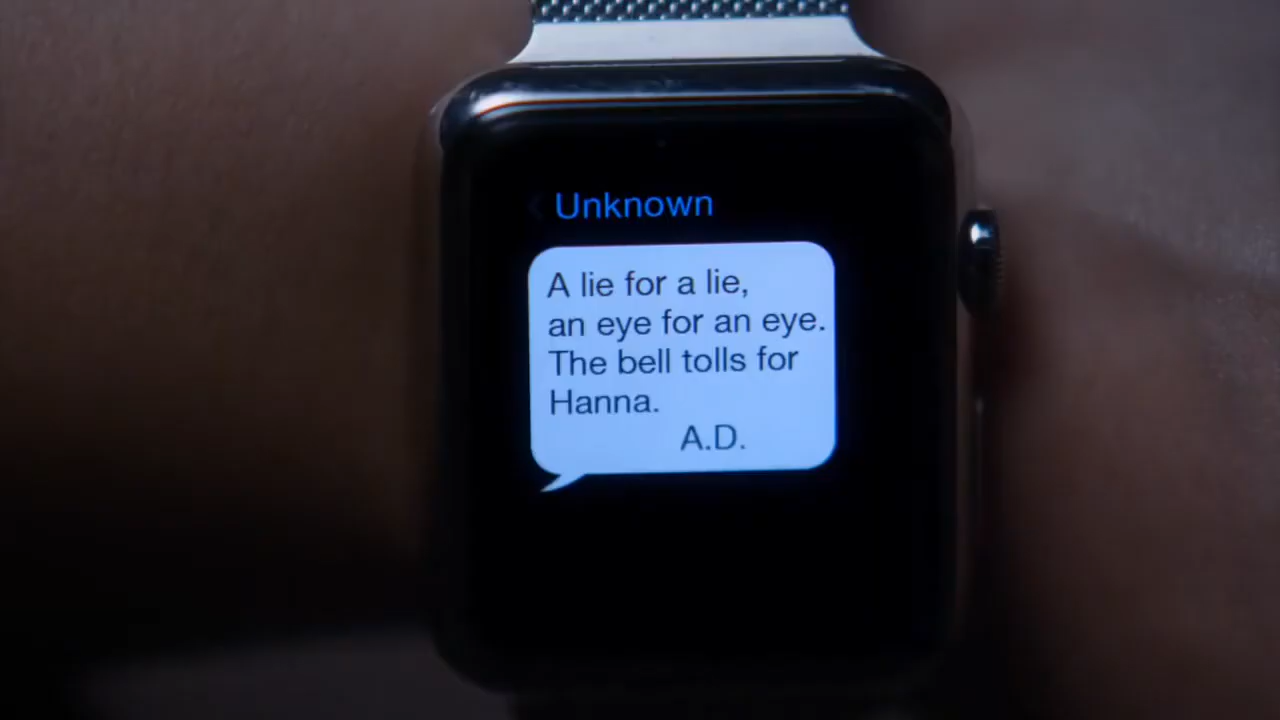 Unknown
A lie for a lie,
an eye for an eye.
The bell tolls for
Hanna.
A.D.